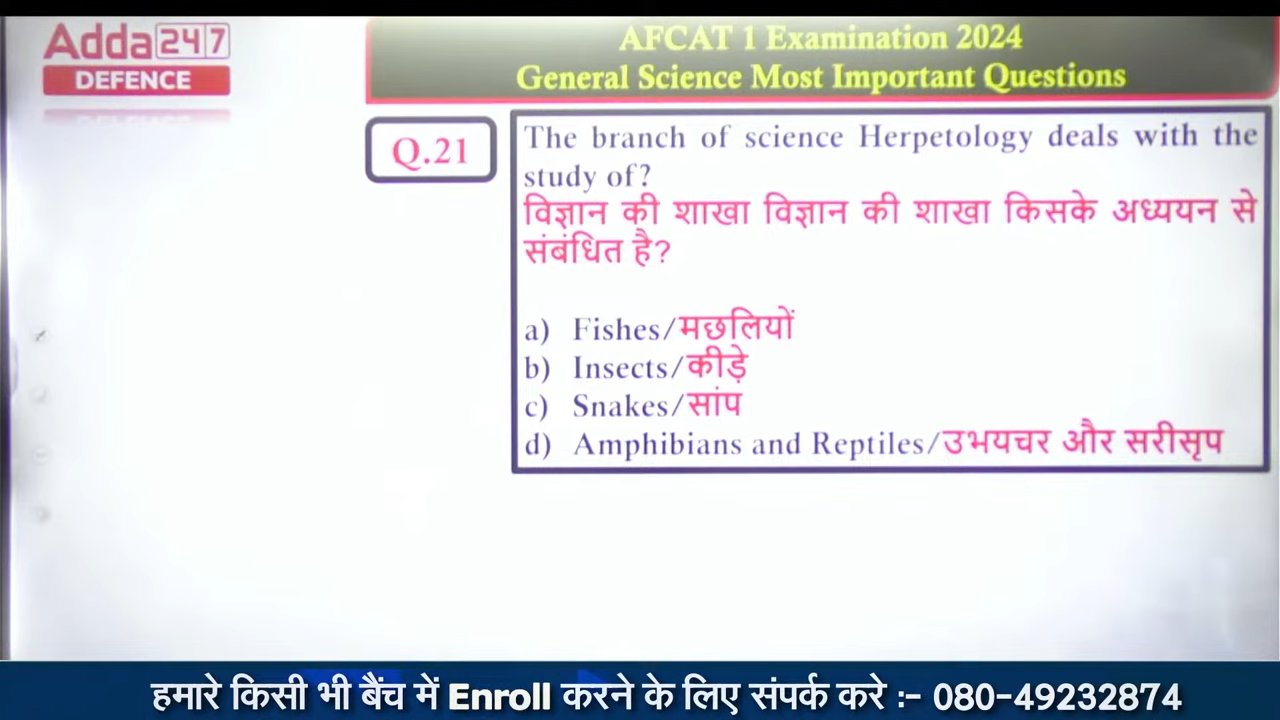 Adda247
DEFENCE
AFCAT 1 Examination 2024
General Science Most Important Questions
Q.21
The branch of science Herpetology deals with the
study of?
विज्ञान की शाखा विज्ञान की शाखा किसके अध्ययन से
संबंधित है?
a) Fishes/मछलियों
b) Insects/कीड़े
c) Snakes/सांप
d) Amphibians and Reptiles/उभयचर और सरीसृप
हमारे किसी भी बैंच में Enroll करने के लिए संपर्क करे :- 080-49232874